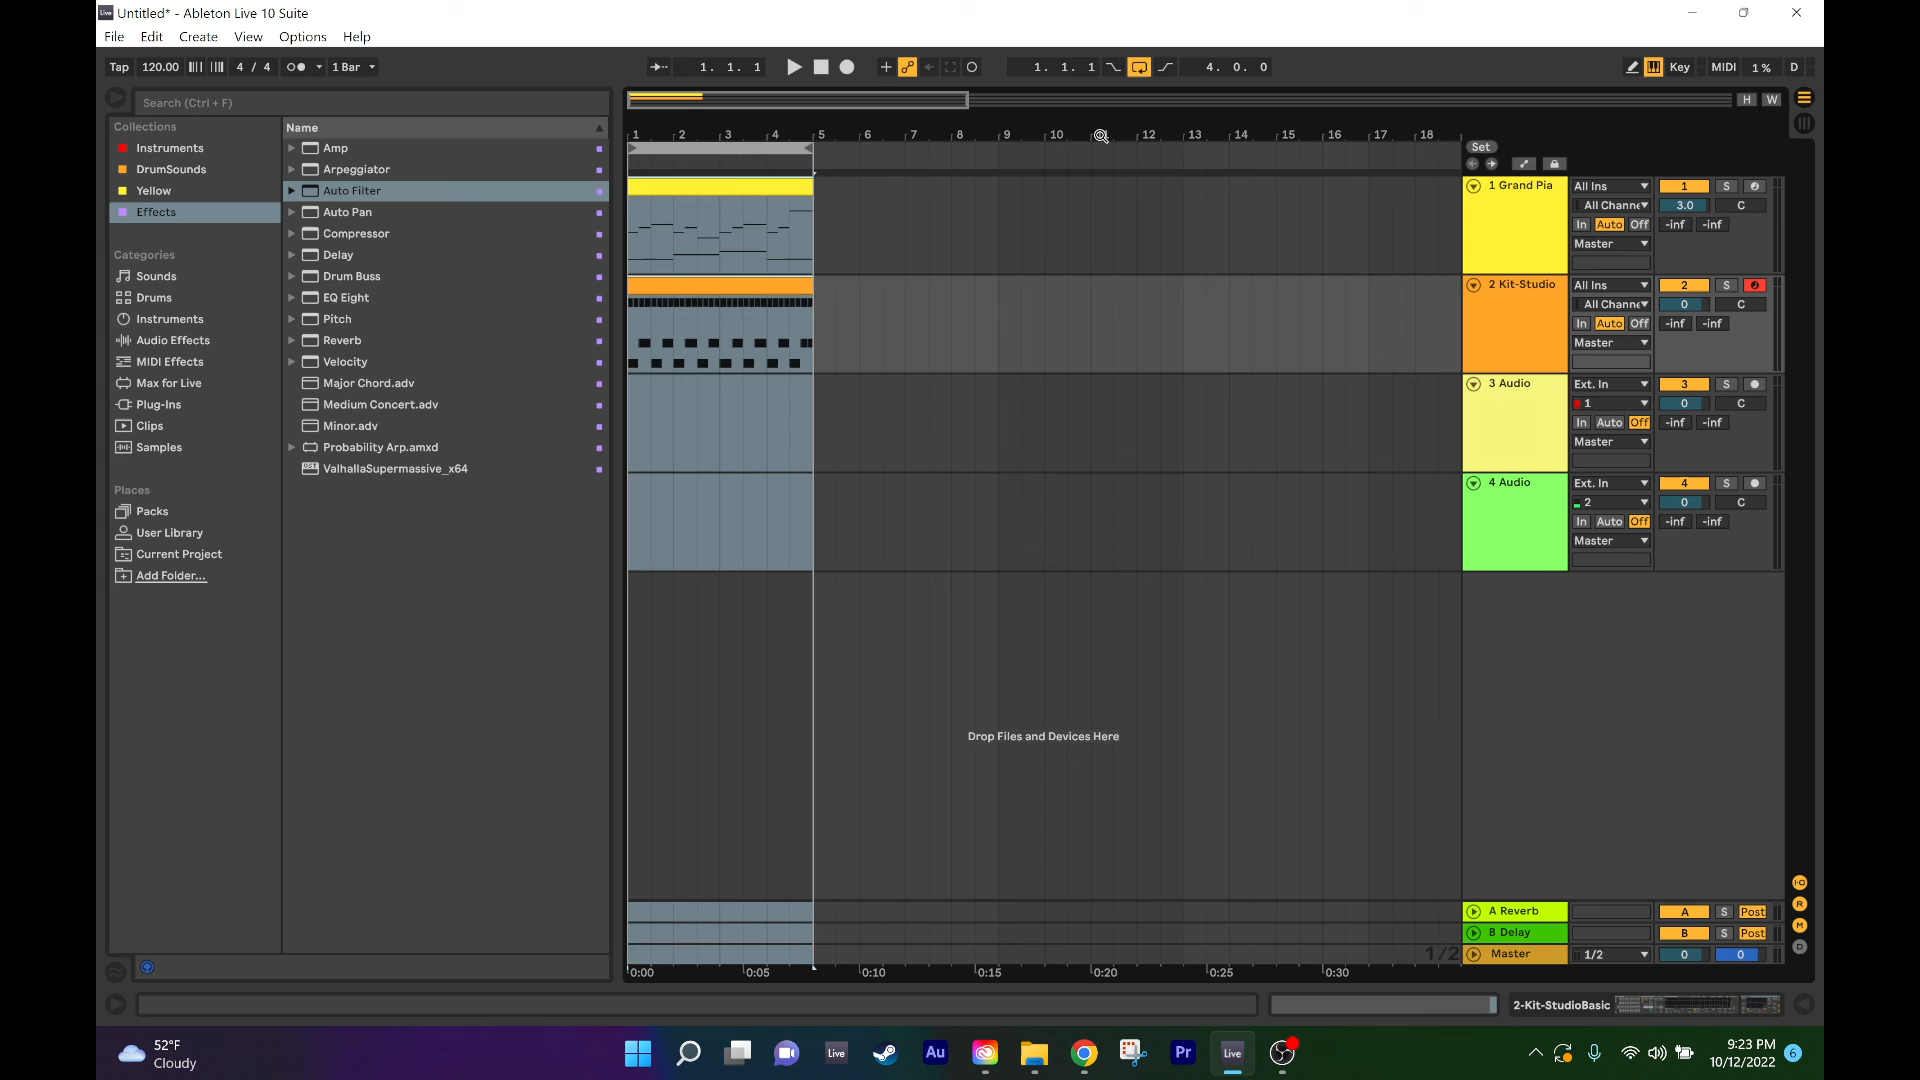 Untitled* - Ableton Live 10 Suite
File Edit Create View Options Help
Tap 120.00 4 / 4 1 Bar 1. 1. 1 1. 1. 1 4. 0. 0 Key MIDI 1 % D
Search (Ctrl + F)
H W
Collections
Instruments
DrumSounds
Yellow
Effects
Categories
Sounds
Drums
Instruments
Audio Effects
MIDI Effects
Max for Live
Plug-Ins
Clips
Samples
Places
Packs
User Library
Current Project
Add Folder...
Name
Amp
Arpeggiator
Auto Filter
Auto Pan
Compressor
Delay
Drum Buss
EQ Eight
Pitch
Reverb
Velocity
Major Chord.adv
Medium Concert.adv
Minor.adv
Probability Arp.amxd
ValhallaSupermassive_x64
1 2 3 4 5 6 7 8 9 10 12 13 14 15 16 17 18
Set
1 Grand Pia All Ins 1 S
All Channe 3.0 C
In Auto Off -inf -inf
Master
2 Kit-Studio All Ins 2 S
All Channe 0 C
In Auto Off -inf -inf
Master
3 Audio Ext. In 3 S
1 0 C
In Auto Off -inf -inf
Master
4 Audio Ext. In 4 S
2 0 C
In Auto Off -inf -inf
Master
Drop Files and Devices Here
A Reverb A S Post
B Delay B S Post
1/2 Master 1/2 0 0
I·O
R
M
D
0:00 0:05 0:10 0:15 0:20 0:25 0:30
2-Kit-StudioBasic
52°F
Cloudy
Live Au Pr Live
9:23 PM
10/12/2022
6